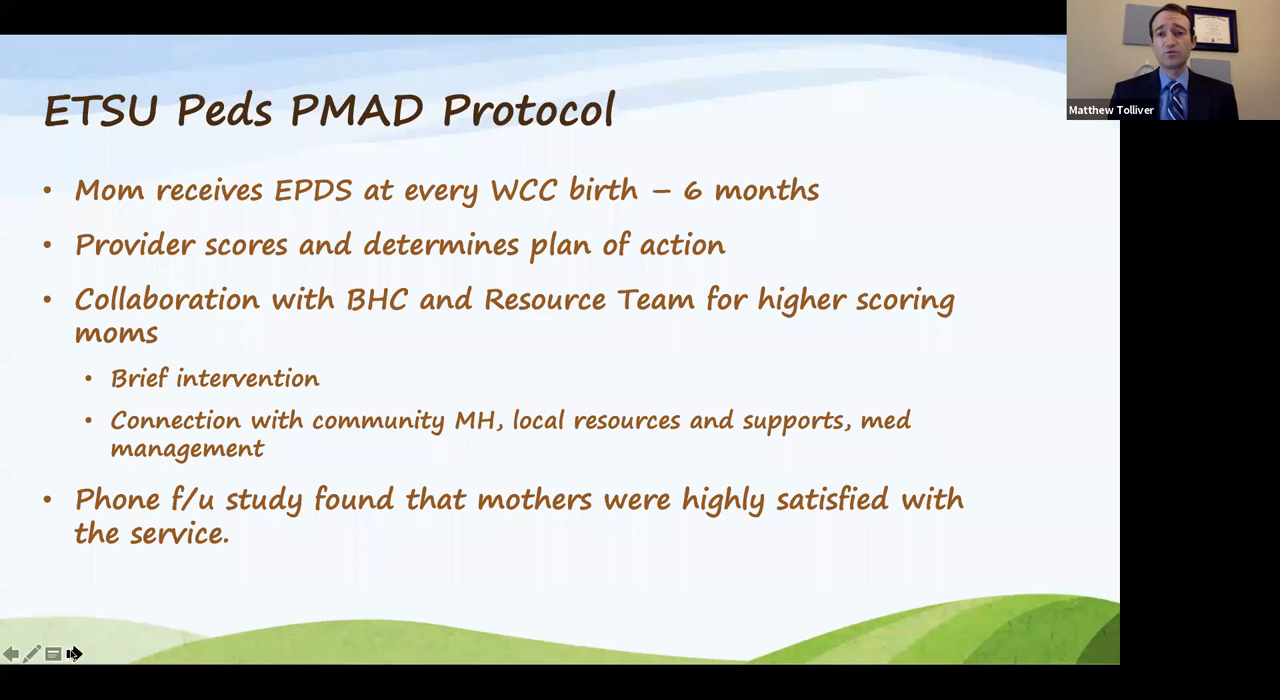 ETSU Peds PMAD Protocol
• Mom receives EPDS at every WCC birth – 6 months
• Provider scores and determines plan of action
• Collaboration with BHC and Resource Team for higher scoring
moms
• Brief intervention
• Connection with community MH, local resources and supports, med
management
• Phone f/u study found that mothers were highly satisfied with
the service.
Matthew Tolliver